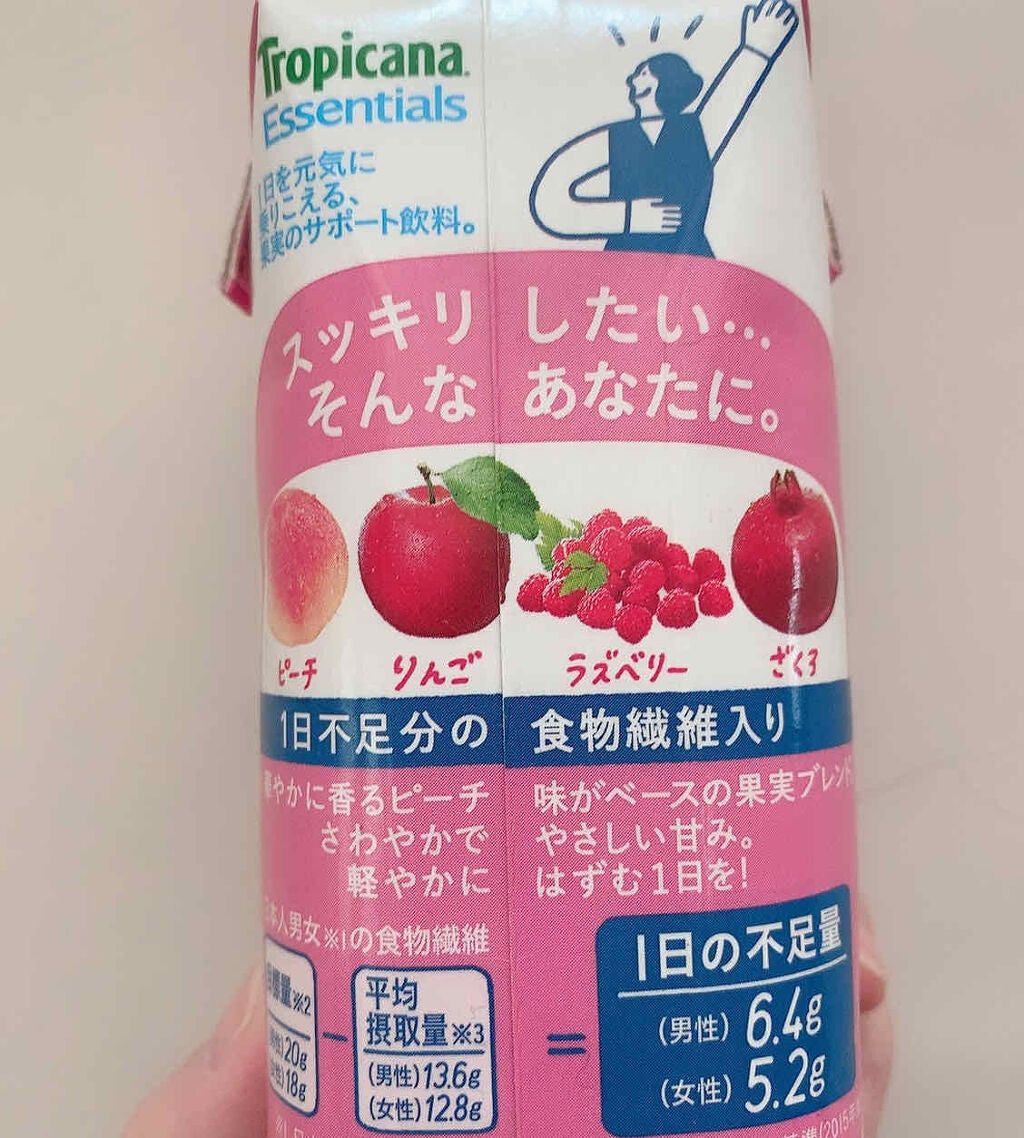 Tropicana
Essentials
1日を元気に
乗りこえる、
果実のサポート飲料。
スッキリしたい…
そんなあなたに。
ピーチ りんご ラズベリー ざくろ
1日不足分の食物繊維入り
華やかに香るピーチ味がベースの果実ブレンド
さわやかでやさしい甘み。
軽やかにはずむ1日を!
日本人男女※1の食物繊維
目標量※2
(男性)20g
(女性)18g
−
平均
摂取量※3
(男性)13.6g
(女性)12.8g
=
1日の不足量
(男性)6.4g
(女性)5.2g